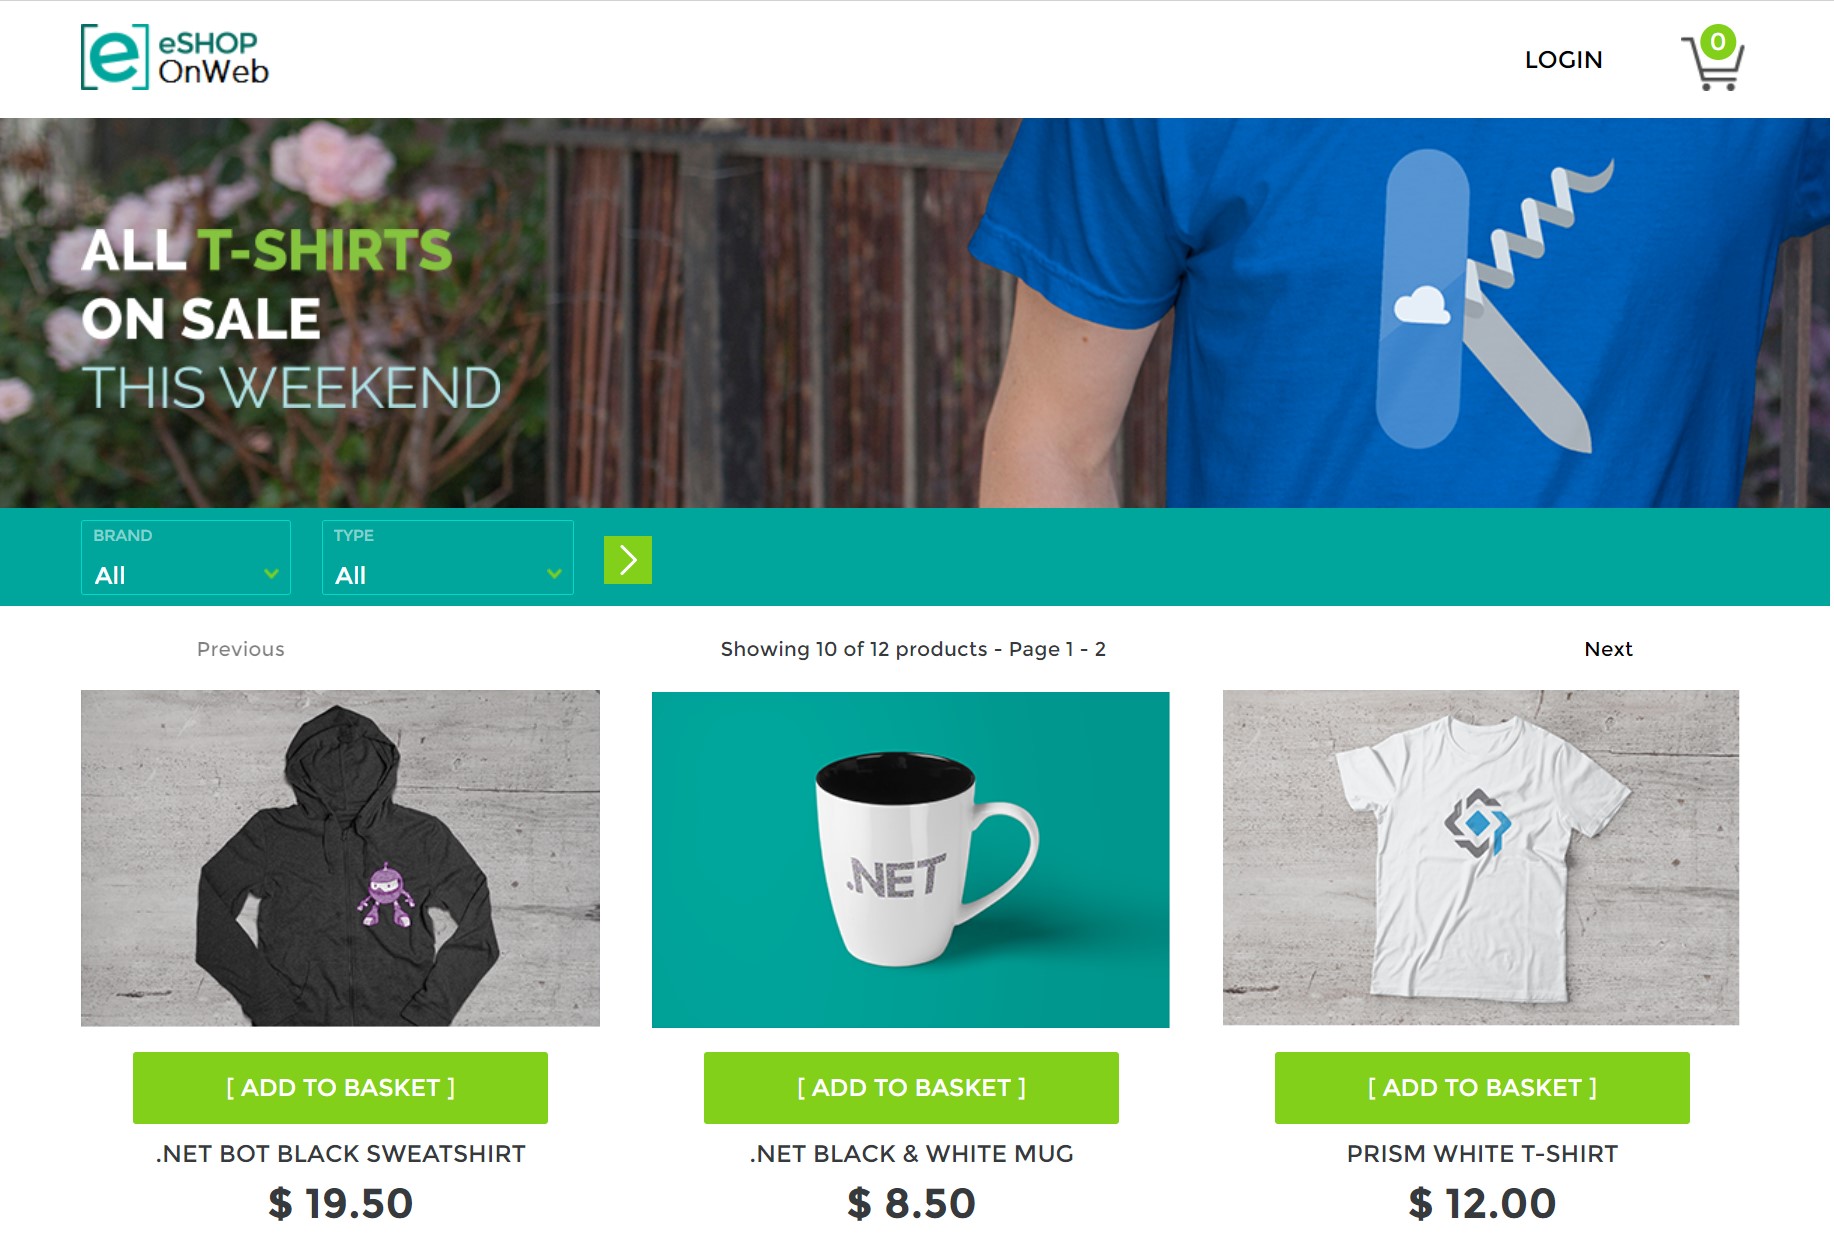 eSHOP
OnWeb
LOGIN
0
ALL T-SHIRTS
ON SALE
THIS WEEKEND
BRAND
All
TYPE
All
Previous
Showing 10 of 12 products - Page 1 - 2
Next
.NET
[ ADD TO BASKET ]
[ ADD TO BASKET ]
[ ADD TO BASKET ]
.NET BOT BLACK SWEATSHIRT
.NET BLACK & WHITE MUG
PRISM WHITE T-SHIRT
$ 19.50
$ 8.50
$ 12.00